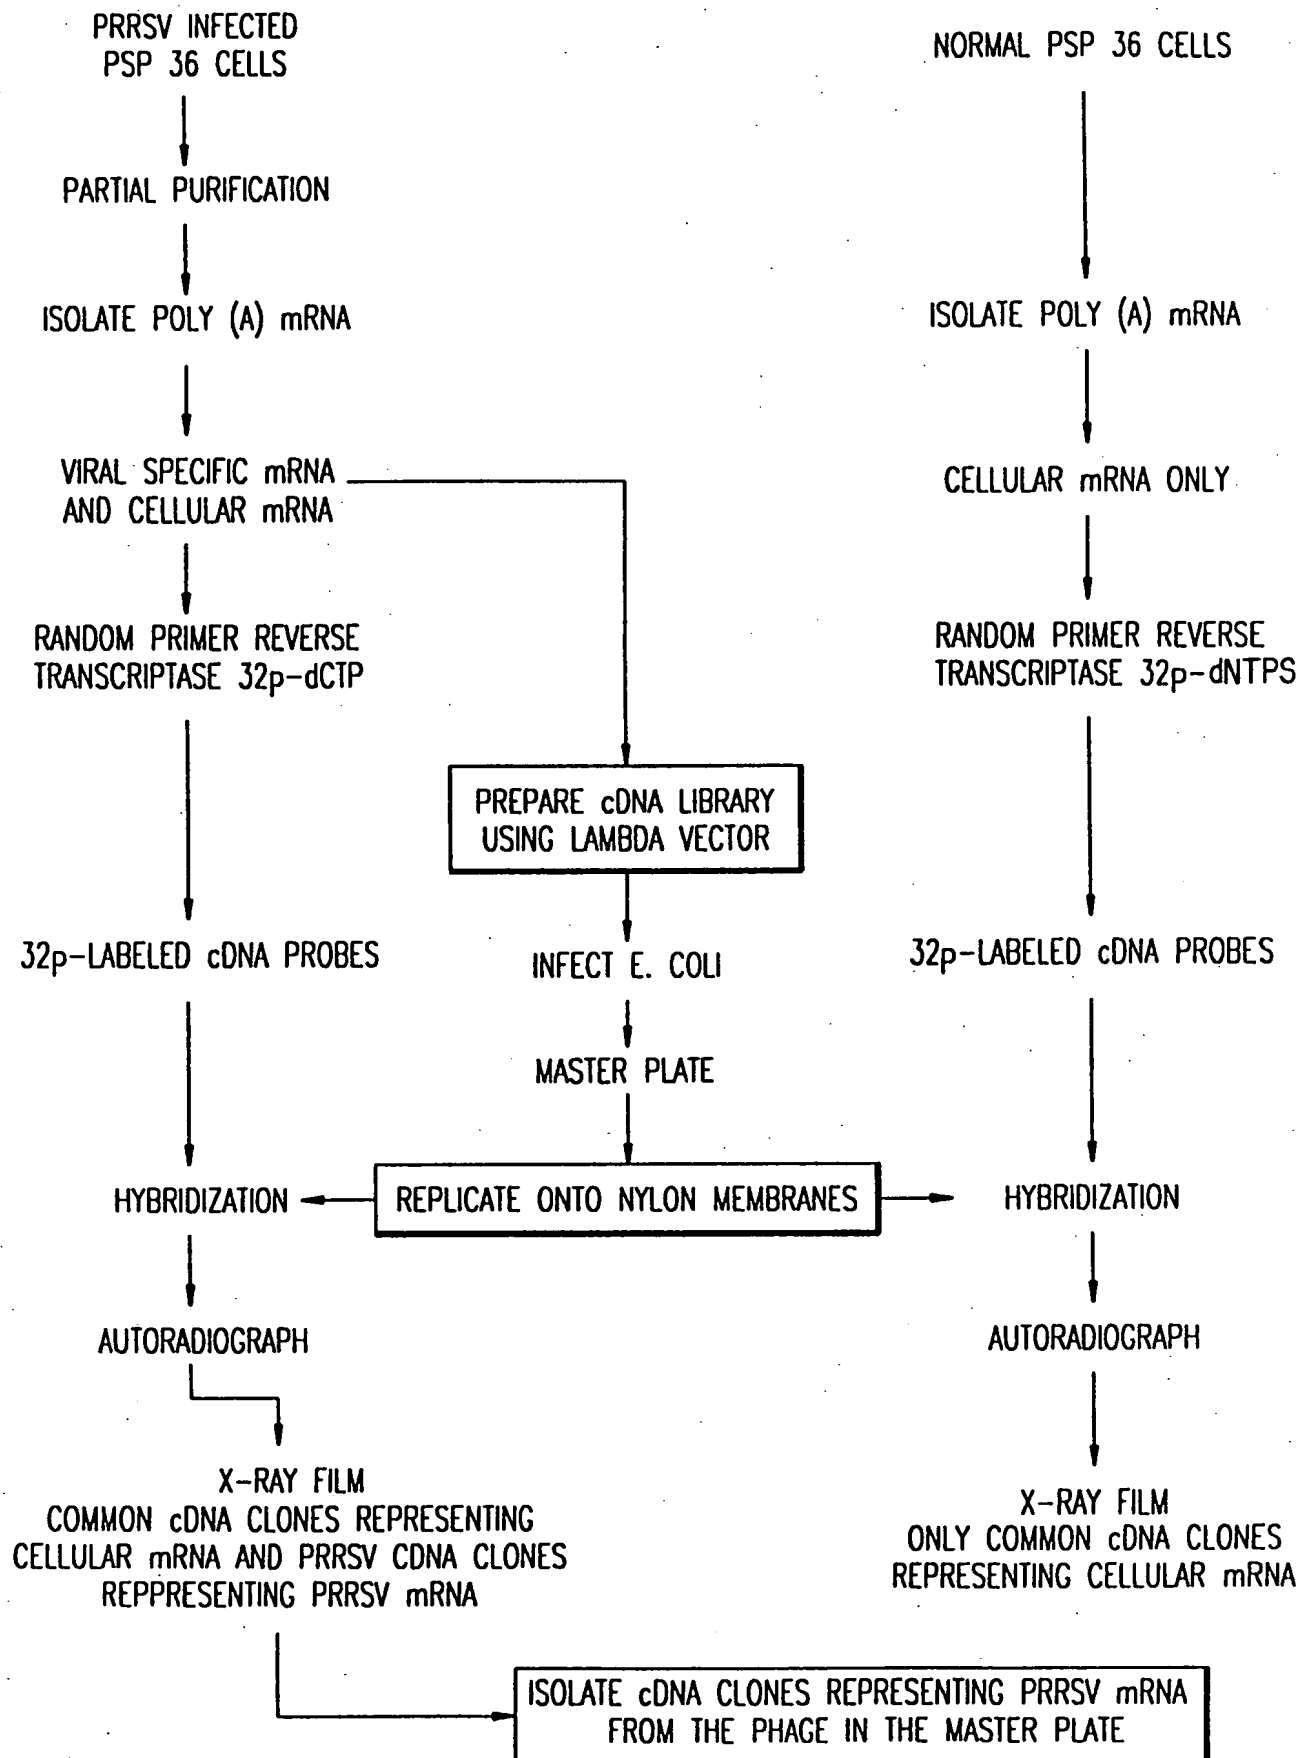 PRRSV INFECTED
PSP 36 CELLS
PARTIAL PURIFICATION
ISOLATE POLY (A) mRNA
VIRAL SPECIFIC mRNA
AND CELLULAR mRNA
RANDOM PRIMER REVERSE
TRANSCRIPTASE 32p-dCTP
32p-LABELED cDNA PROBES
HYBRIDIZATION
AUTORADIOGRAPH
X-RAY FILM
COMMON cDNA CLONES REPRESENTING
CELLULAR mRNA AND PRRSV CDNA CLONES
REPPRESENTING PRRSV mRNA
PREPARE cDNA LIBRARY
USING LAMBDA VECTOR
INFECT E. COLI
MASTER PLATE
REPLICATE ONTO NYLON MEMBRANES
NORMAL PSP 36 CELLS
ISOLATE POLY (A) mRNA
CELLULAR mRNA ONLY
RANDOM PRIMER REVERSE
TRANSCRIPTASE 32p-dNTPS
32p-LABELED cDNA PROBES
HYBRIDIZATION
AUTORADIOGRAPH
X-RAY FILM
ONLY COMMON cDNA CLONES
REPRESENTING CELLULAR mRNA
ISOLATE cDNA CLONES REPRESENTING PRRSV mRNA
FROM THE PHAGE IN THE MASTER PLATE